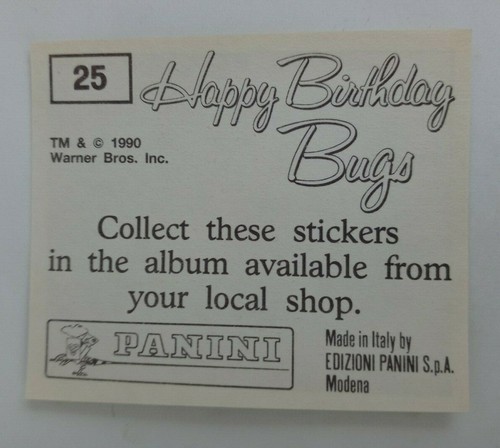 25
Happy Birthday
Bugs
TM & © 1990
Warner Bros. Inc.
Collect these stickers
in the album available from
your local shop.
PANINI
Made in Italy by
EDIZIONI PANINI S.p.A.
Modena